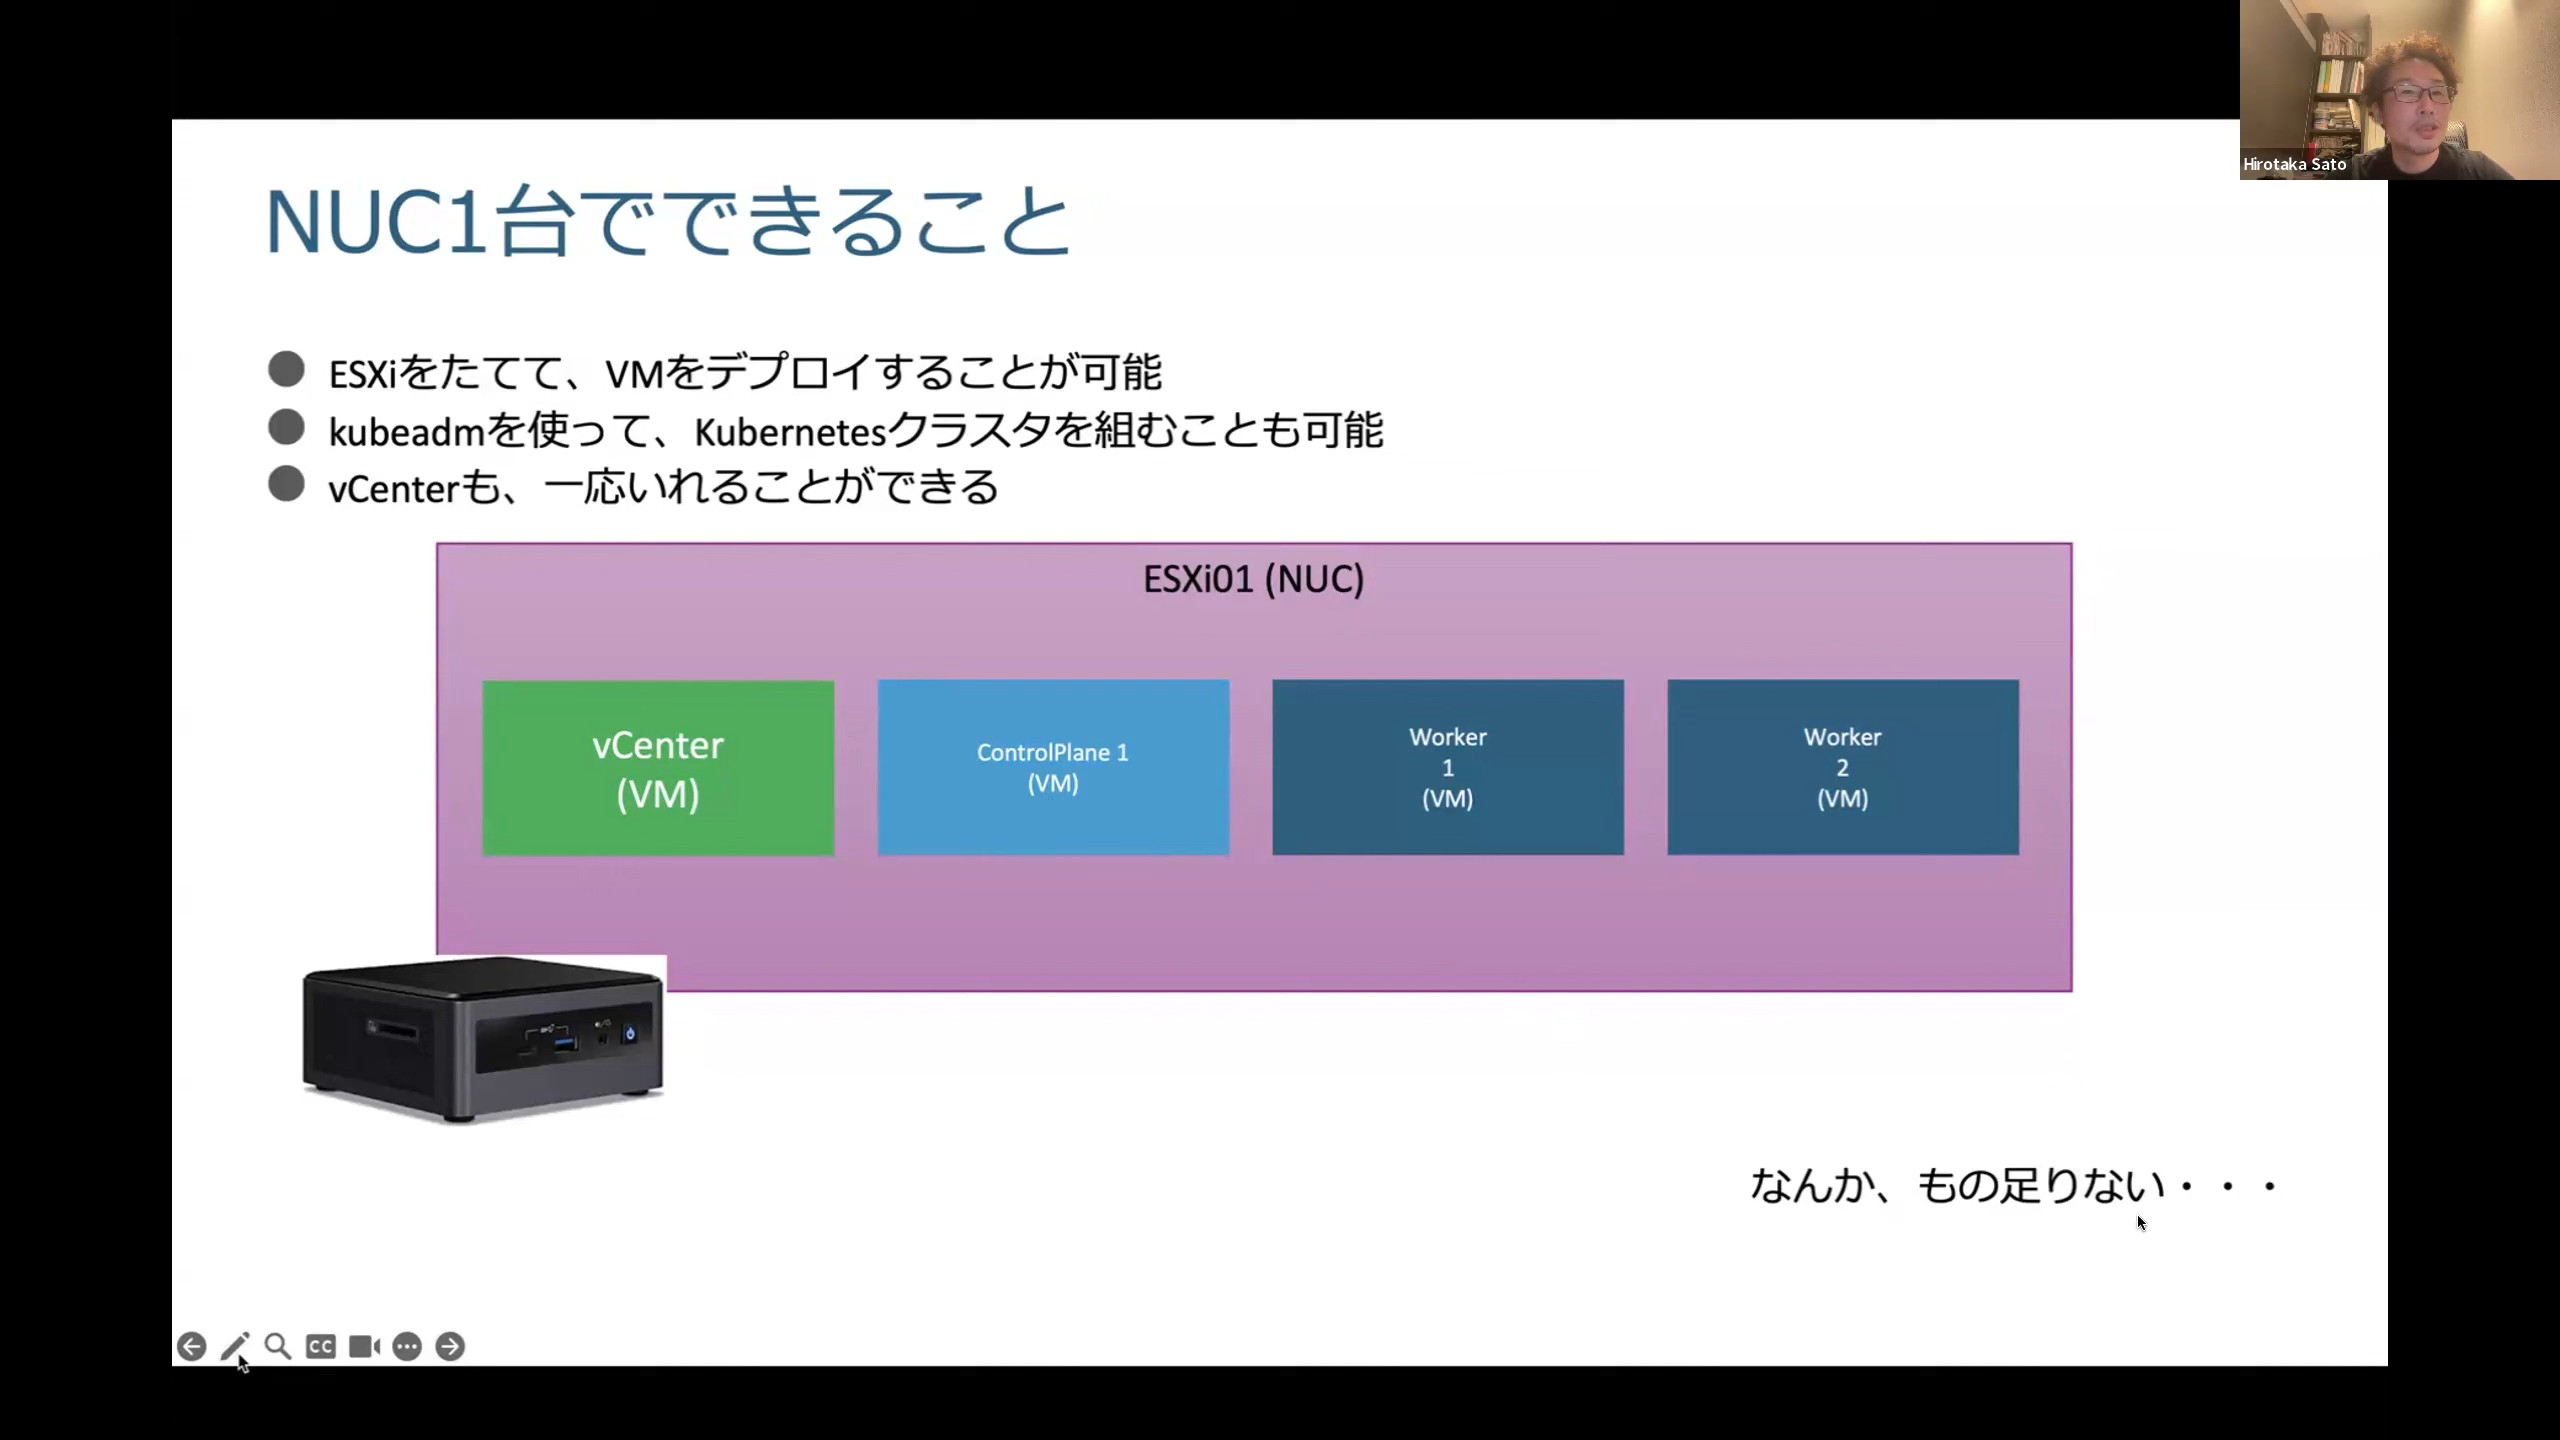 Hirotaka Sato
NUC1台でできること
ESXiをたてて、VMをデプロイすることが可能
kubeadmを使って、Kubernetesクラスタを組むことも可能
vCenterも、一応いれることができる
ESXi01 (NUC)
vCenter
(VM)
ControlPlane 1
(VM)
Worker
1
(VM)
Worker
2
(VM)
なんか、もの足りない・・・
CC